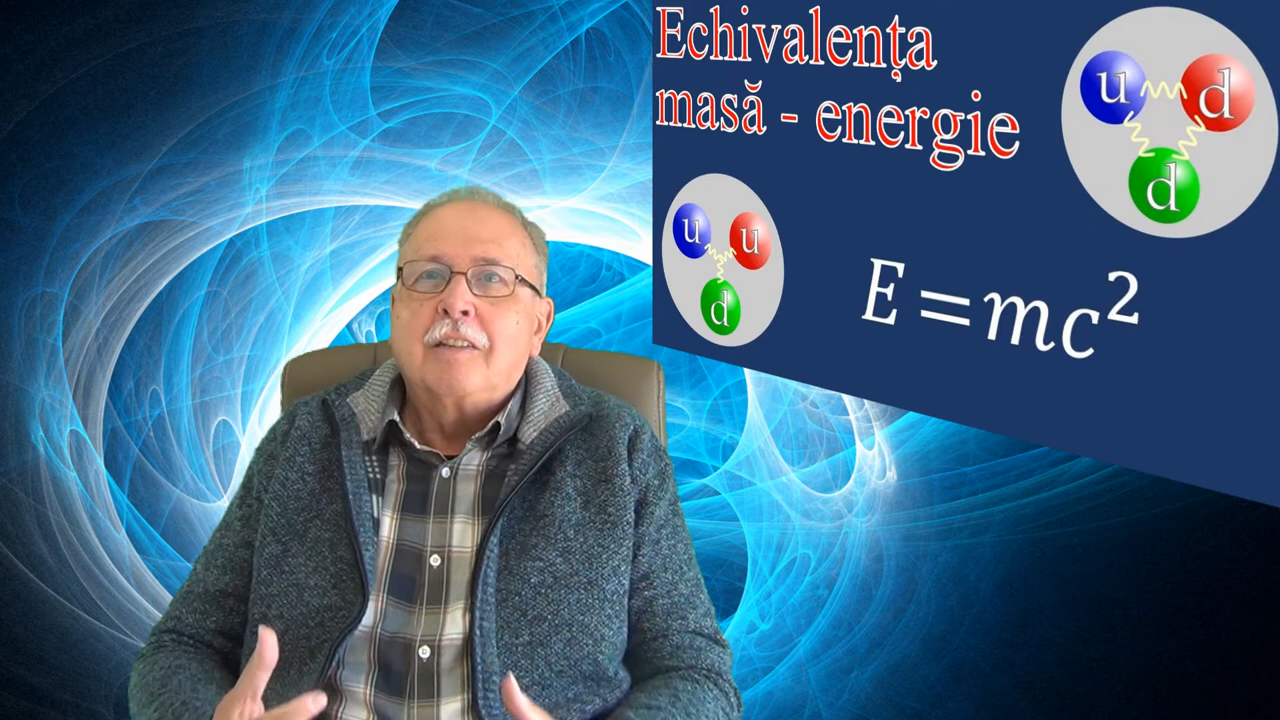 Echivalența
masă - energie
u d
d
u u
d
E = mc²